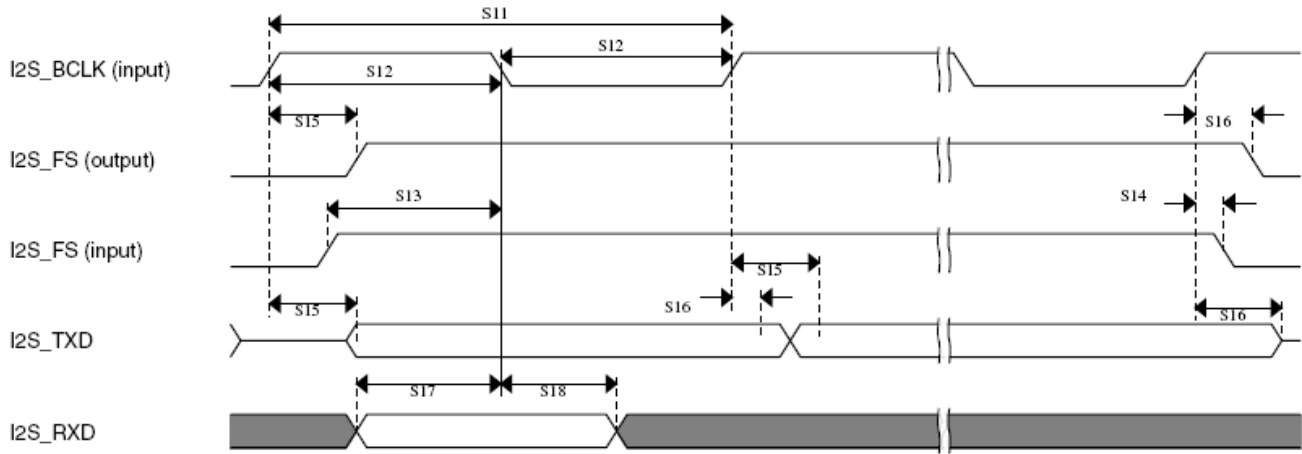 S11
I2S_BCLK (input)
S12
S12
S15
S16
I2S_FS (output)
S13
S14
I2S_FS (input)
S15
S15
S16
S16
I2S_TXD
S17
S18
I2S_RXD